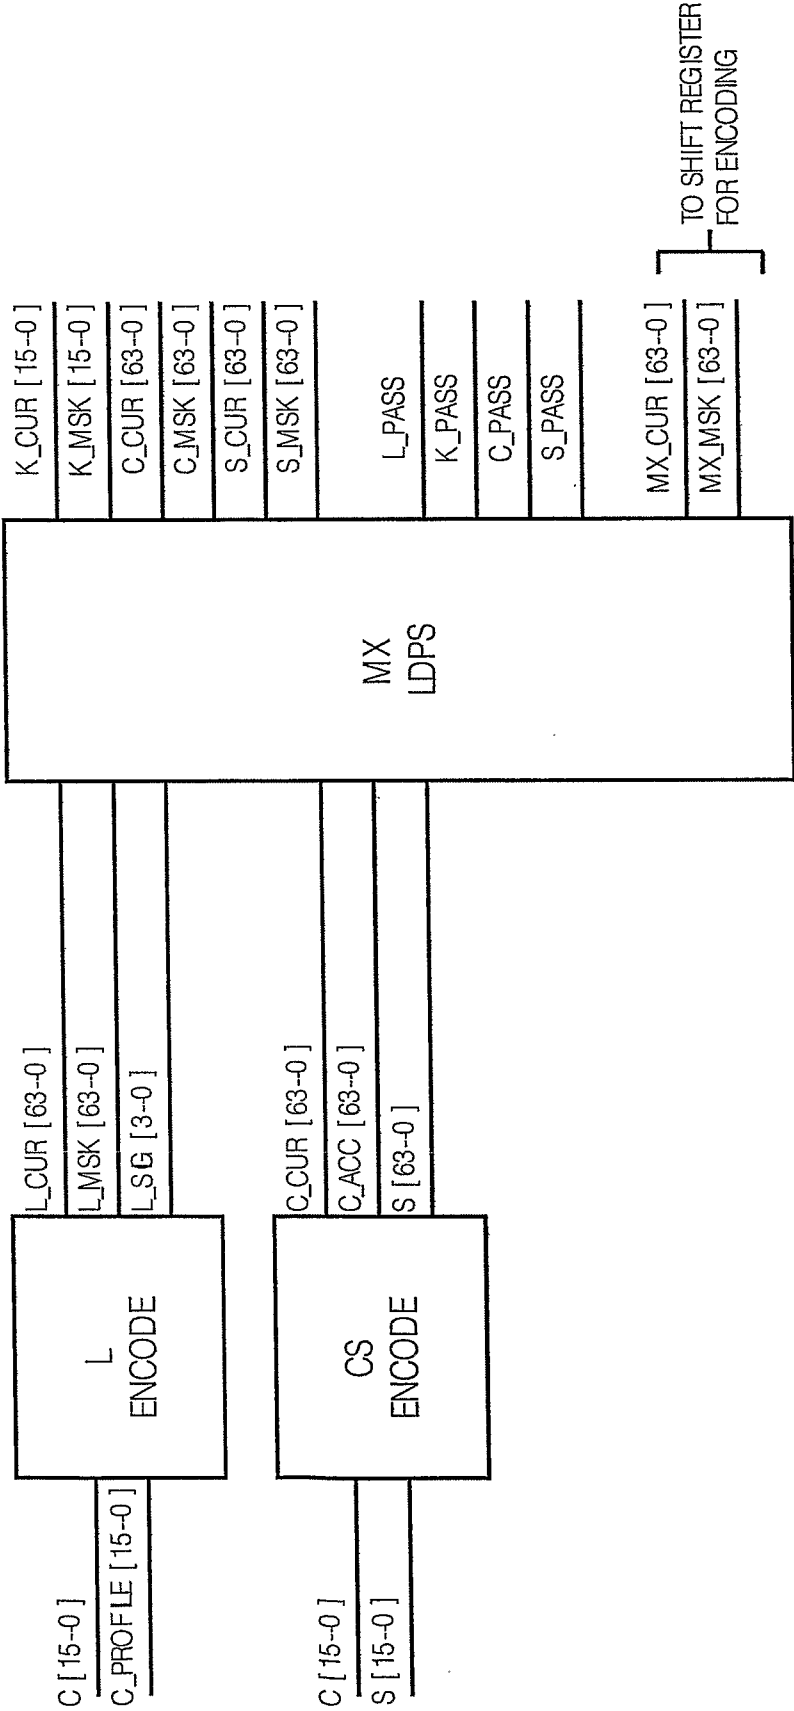 C [15--0]
C_PROFILE [15--0]
L
ENCODE
L_CUR [63--0]
L_MSK [63--0]
L_SG [3--0]
C [15--0]
S [15--0]
CS
ENCODE
C_CUR [63--0]
C_ACC [63--0]
S [63--0]
MX
LDPS
K_CUR [15--0]
K_MSK [15--0]
C_CUR [63--0]
C_MSK [63--0]
S_CUR [63--0]
S_MSK [63--0]
L_PASS
K_PASS
C_PASS
S_PASS
MX_CUR [63--0]
MX_MSK [63--0]
TO SHIFT REGISTER
FOR ENCODING